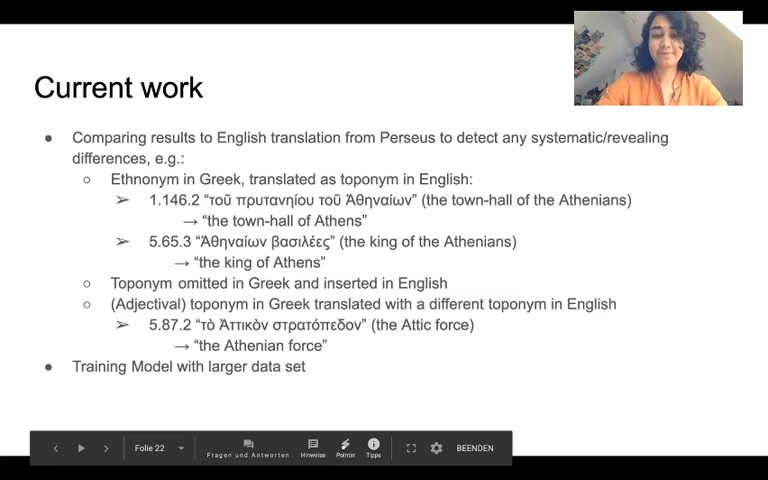 Current work
● Comparing results to English translation from Perseus to detect any systematic/revealing
differences, e.g.:
○ Ethnonym in Greek, translated as toponym in English:
➢ 1.146.2 “τοῦ πρυτανηίου τοῦ Ἀθηναίων” (the town-hall of the Athenians)
→ “the town-hall of Athens”
➢ 5.65.3 “Ἀθηναίων βασιλέες” (the king of the Athenians)
→ “the king of Athens”
○ Toponym omitted in Greek and inserted in English
○ (Adjectival) toponym in Greek translated with a different toponym in English
➢ 5.87.2 “τὸ Ἀττικὸν στρατόπεδον” (the Attic force)
→ “the Athenian force”
● Training Model with larger data set
Folie 22
Fragen und Antworten
Hinweise
Pointer
Tipps
BEENDEN